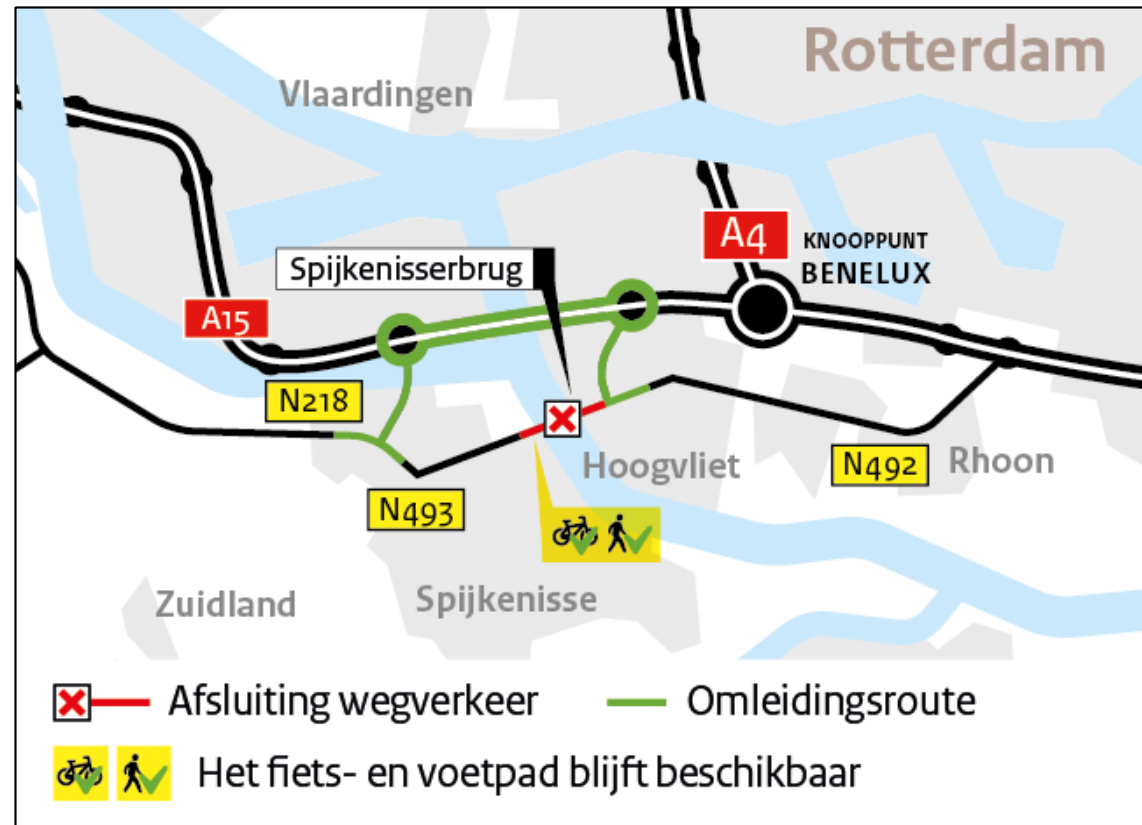 Rotterdam
Vlaardingen
A4
KNOOPPUNT
BENELUX
Spijkenisserbrug
A15
N218
Hoogvliet
N492
Rhoon
N493
Zuidland
Spijkenisse
Afsluiting wegverkeer
Omleidingsroute
Het fiets- en voetpad blijft beschikbaar